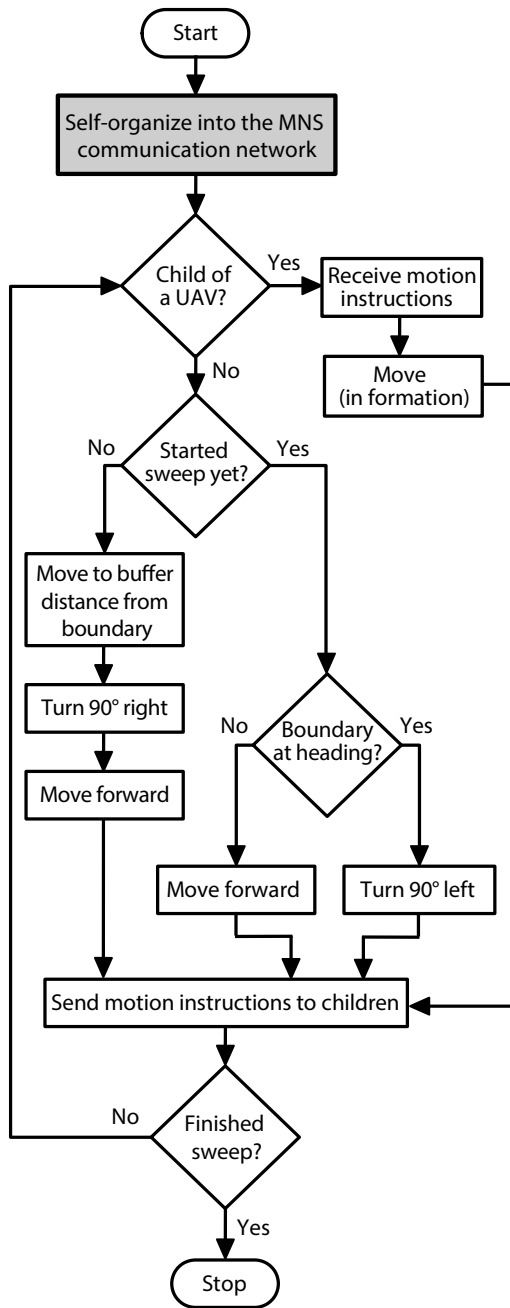 Start
Self-organize into the MNS
communication network
Child of
a UAV?
Yes
Receive motion
instructions
Move
(in formation)
No
Started
sweep yet?
No
Yes
Move to buffer
distance from
boundary
Turn 90° right
Move forward
Boundary
at heading?
No
Yes
Move forward
Turn 90° left
Send motion instructions to children
Finished
sweep?
No
Yes
Stop